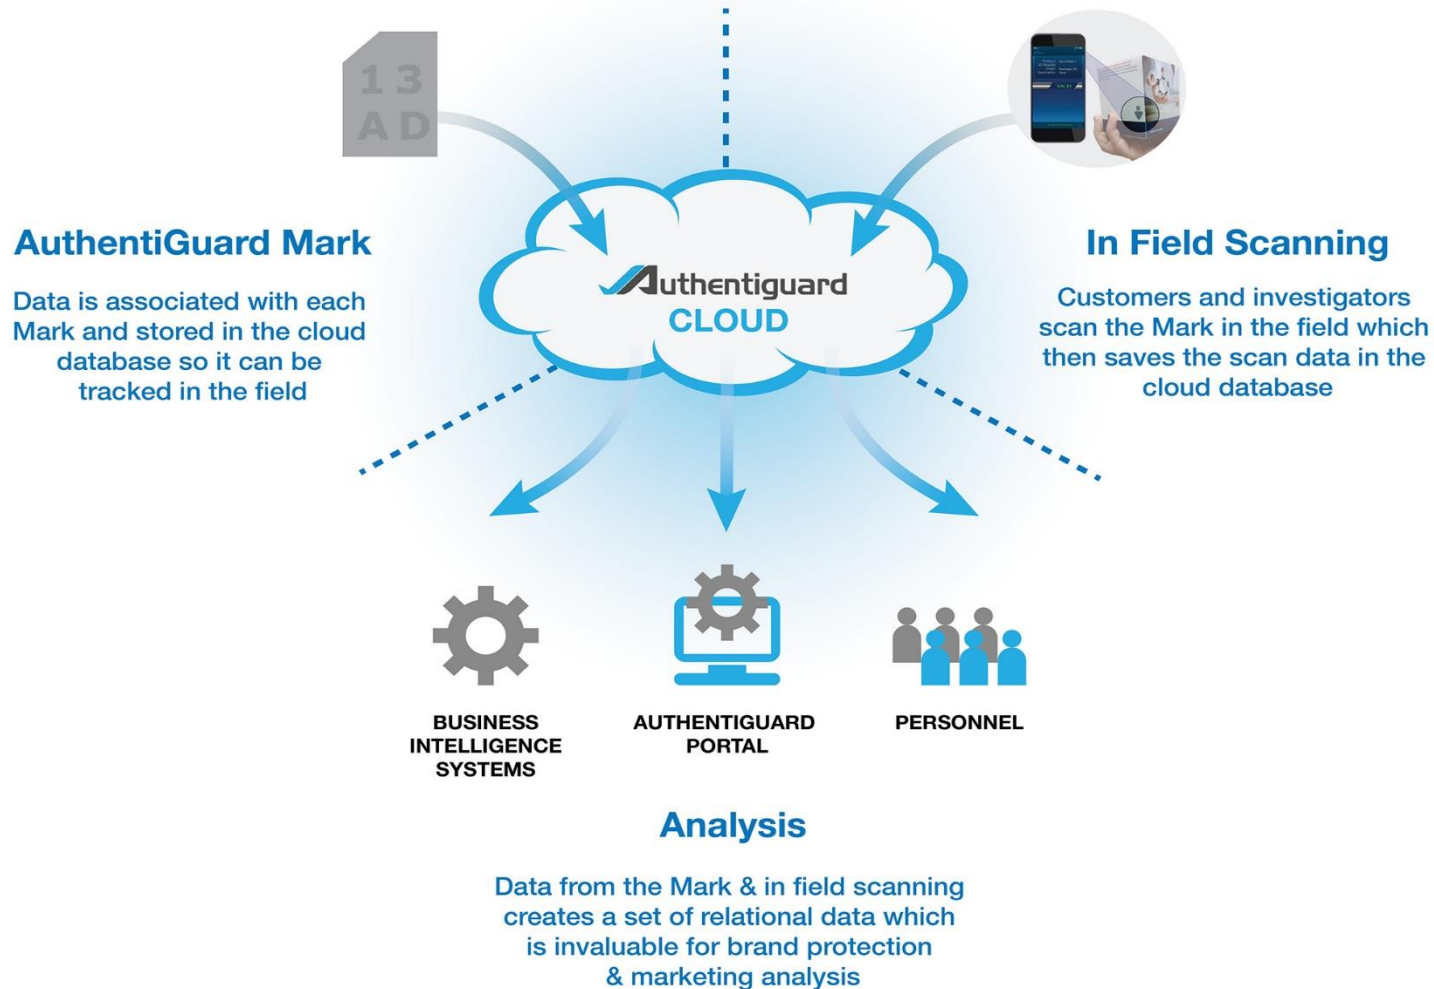 13
AD
AuthentiGuard Mark
Data is associated with each
Mark and stored in the cloud
database so it can be
tracked in the field
Authentiguard
CLOUD
VALID
In Field Scanning
Customers and investigators
scan the Mark in the field which
then saves the scan data in the
cloud database
BUSINESS
INTELLIGENCE
SYSTEMS
AUTHENTIGUARD
PORTAL
PERSONNEL
Analysis
Data from the Mark & in field scanning
creates a set of relational data which
is invaluable for brand protection
& marketing analysis